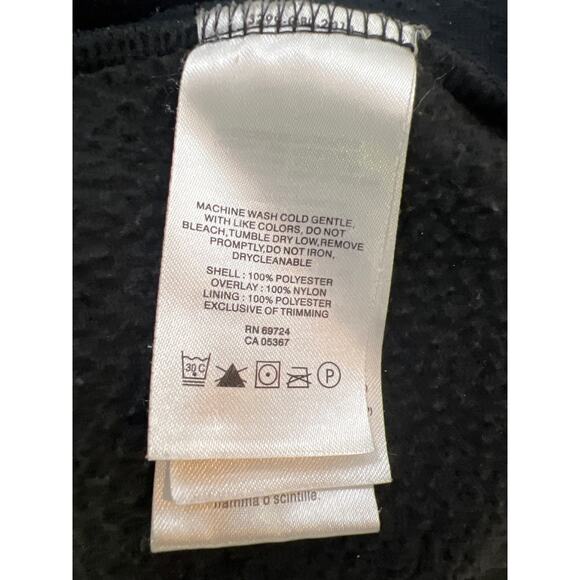 MACHINE WASH COLD GENTLE,
WITH LIKE COLORS, DO NOT
BLEACH,TUMBLE DRY LOW,REMOVE
PROMPTLY,DO NOT IRON,
DRYCLEANABLE
SHELL : 100% POLYESTER
OVERLAY : 100% NYLON
LINING : 100% POLYESTER
EXCLUSIVE OF TRIMMING
RN 69724
CA 05367
30 C
P
fiamma o scintille.